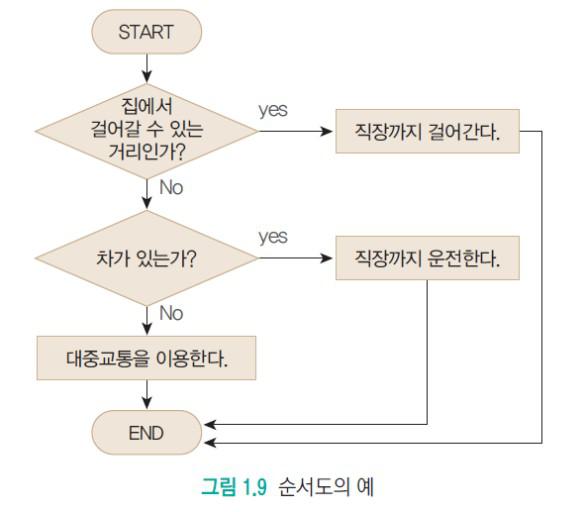 START
집에서
걸어갈 수 있는
거리인가?
yes
직장까지 걸어간다.
No
차가 있는가?
yes
직장까지 운전한다.
No
대중교통을 이용한다.
END
그림 1.9 순서도의 예